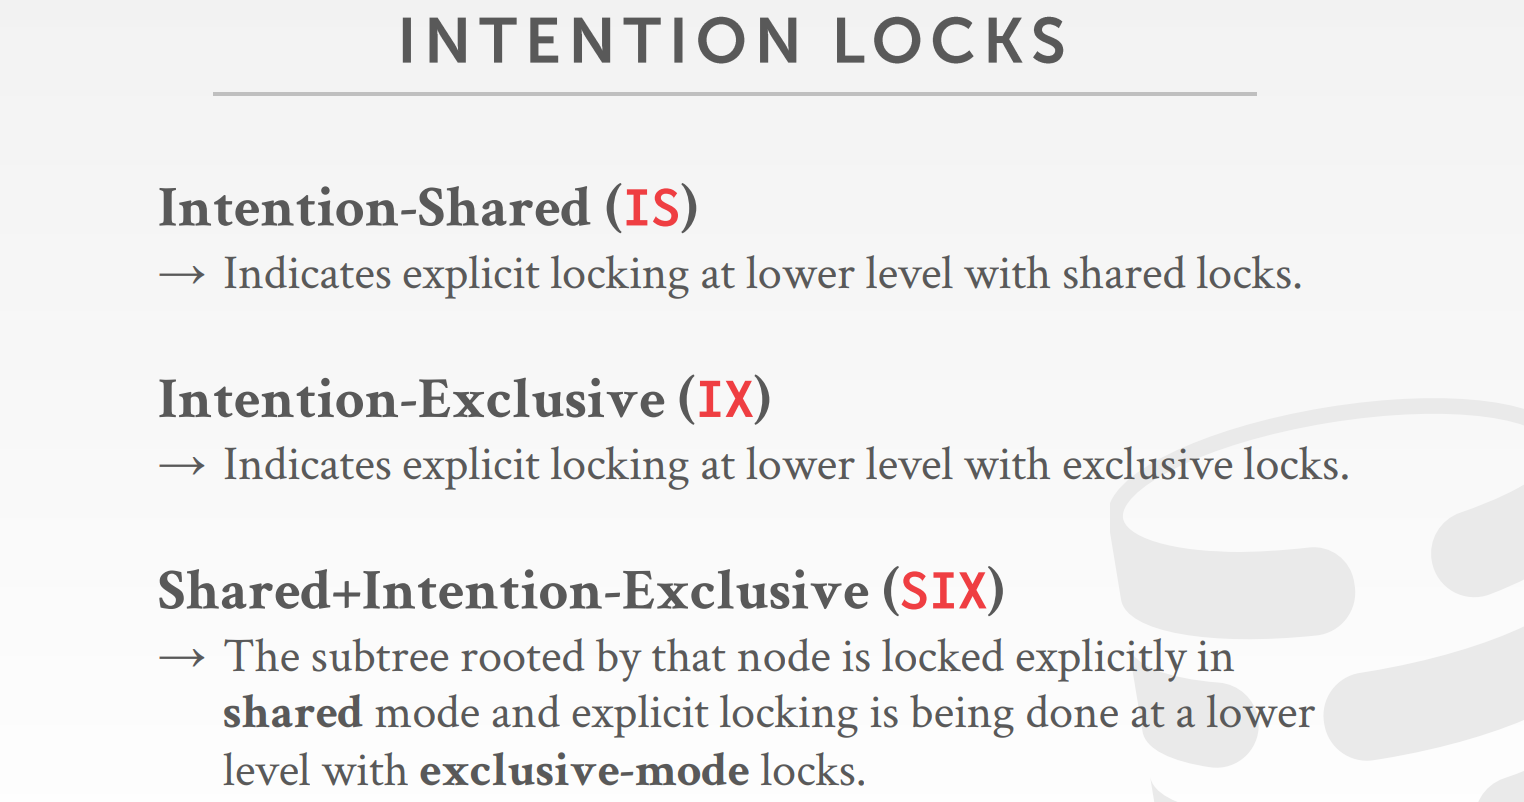 INTENTION LOCKS
Intention-Shared (IS)
→ Indicates explicit locking at lower level with shared locks.
Intention-Exclusive (IX)
→ Indicates explicit locking at lower level with exclusive locks.
Shared+Intention-Exclusive (SIX)
→ The subtree rooted by that node is locked explicitly in
shared mode and explicit locking is being done at a lower
level with exclusive-mode locks.